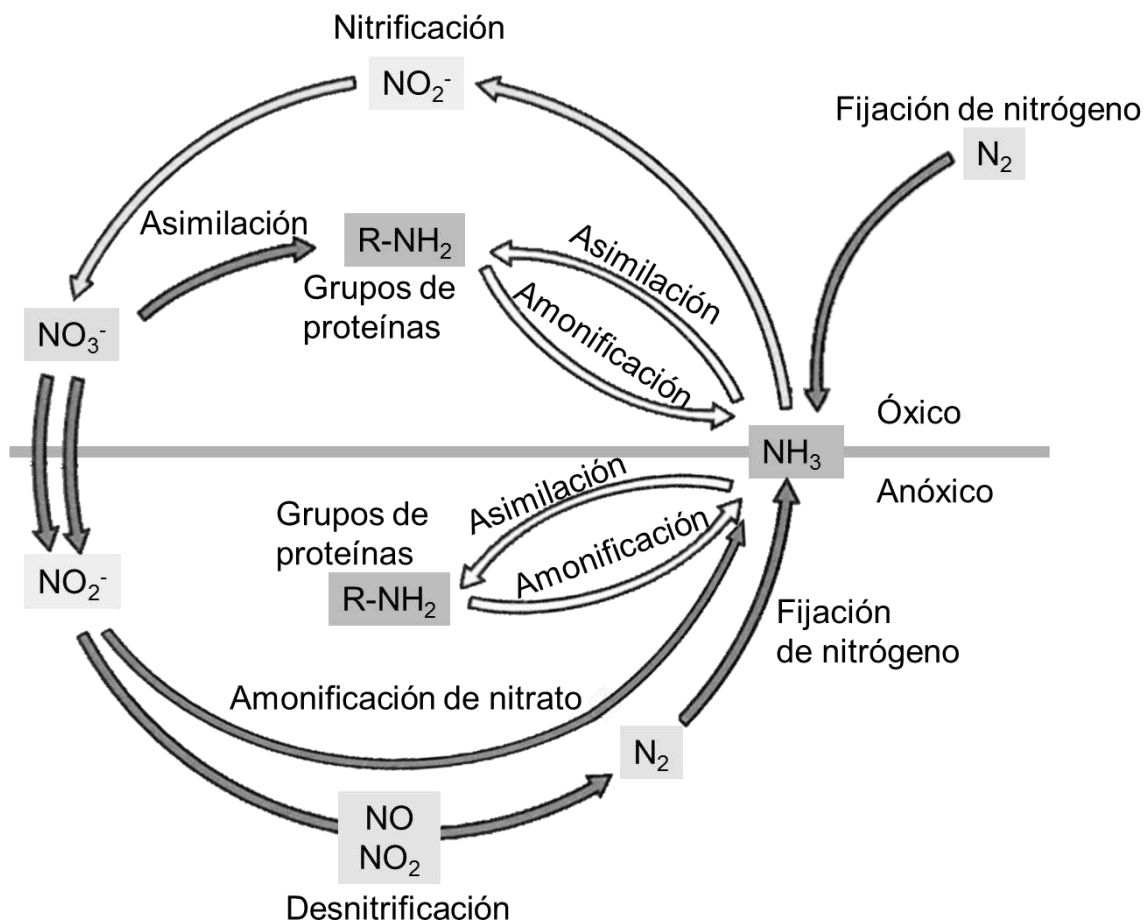 Nitrificación
NO₂⁻
Fijación de nitrógeno
N₂
Asimilación
R-NH₂
Grupos de
proteínas
Asimilación
Amonificación
NO₃⁻
Óxico
NH₃
Anóxico
Grupos de
proteínas
R-NH₂
Asimilación
Amonificación
NO₂⁻
Fijación
de nitrógeno
Amonificación de nitrato
N₂
NO
NO₂
Desnitrificación